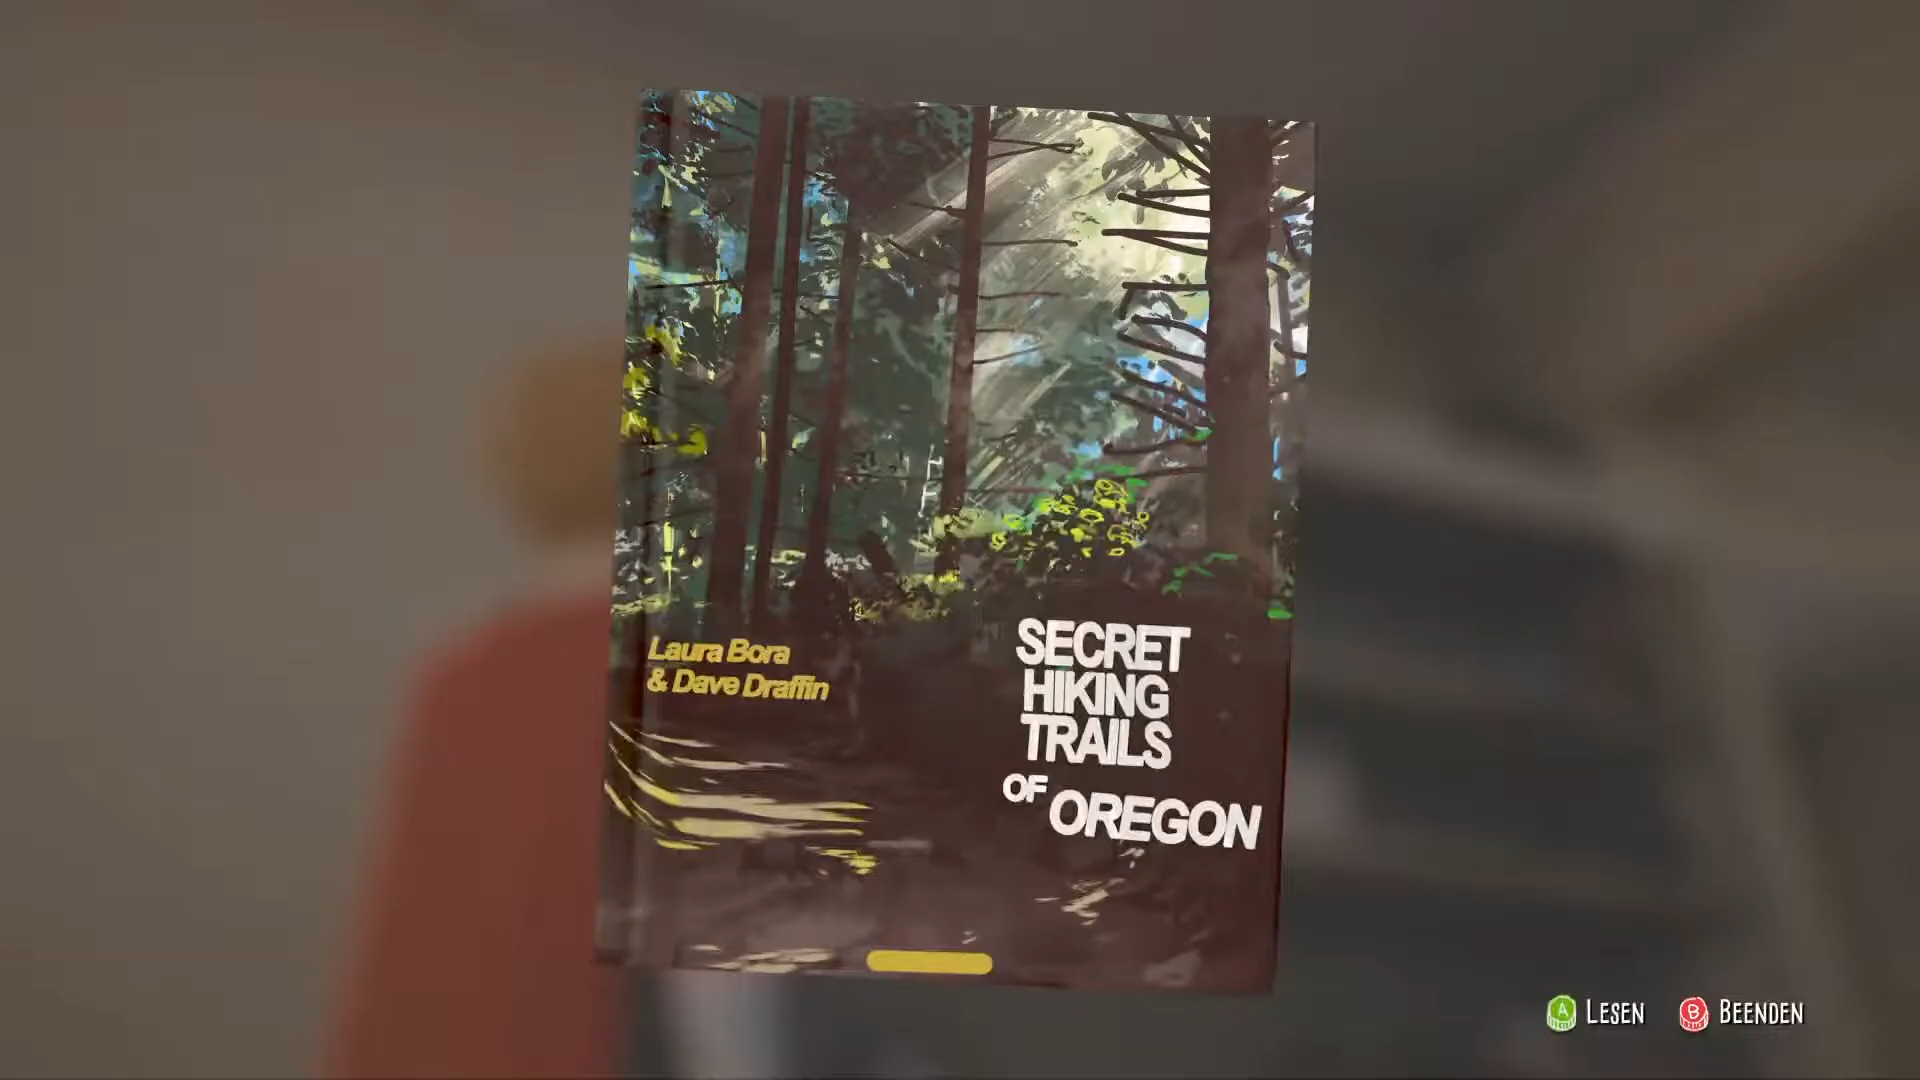 Laura Bora
& Dave Draffin
SECRET
HIKING
TRAILS
OF OREGON
A LESEN B BEENDEN